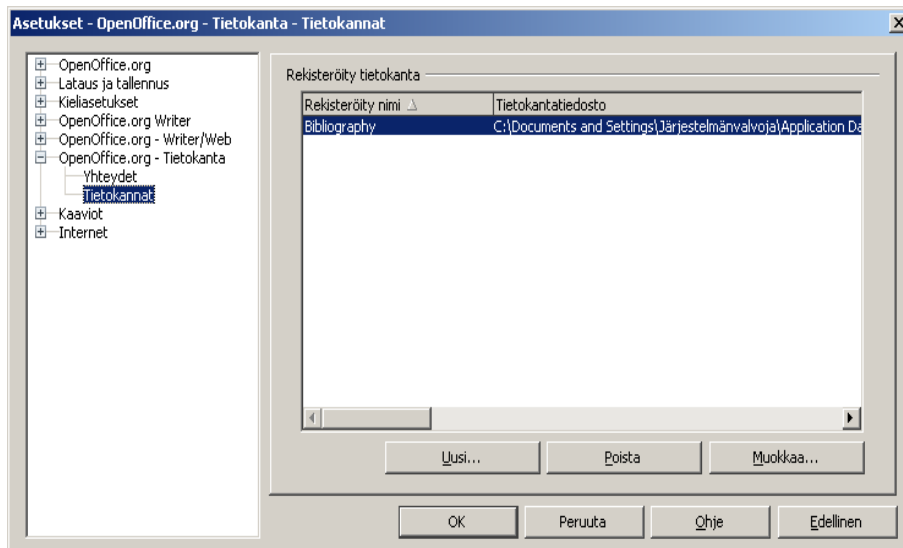 Asetukset - OpenOffice.org - Tietokanta - Tietokannat
OpenOffice.org
Lataus ja tallennus
Kieliasetukset
OpenOffice.org Writer
OpenOffice.org - Writer/Web
OpenOffice.org - Tietokanta
Yhteydet
Tietokannat
Kaaviot
Internet
Rekisteröity tietokanta
Rekisteröity nimi Tietokantatiedosto
Bibliography C:\Documents and Settings\Järjestelmänvalvoja\Application Da
Uusi... Poista Muokkaa...
OK Peruuta Ohje Edellinen